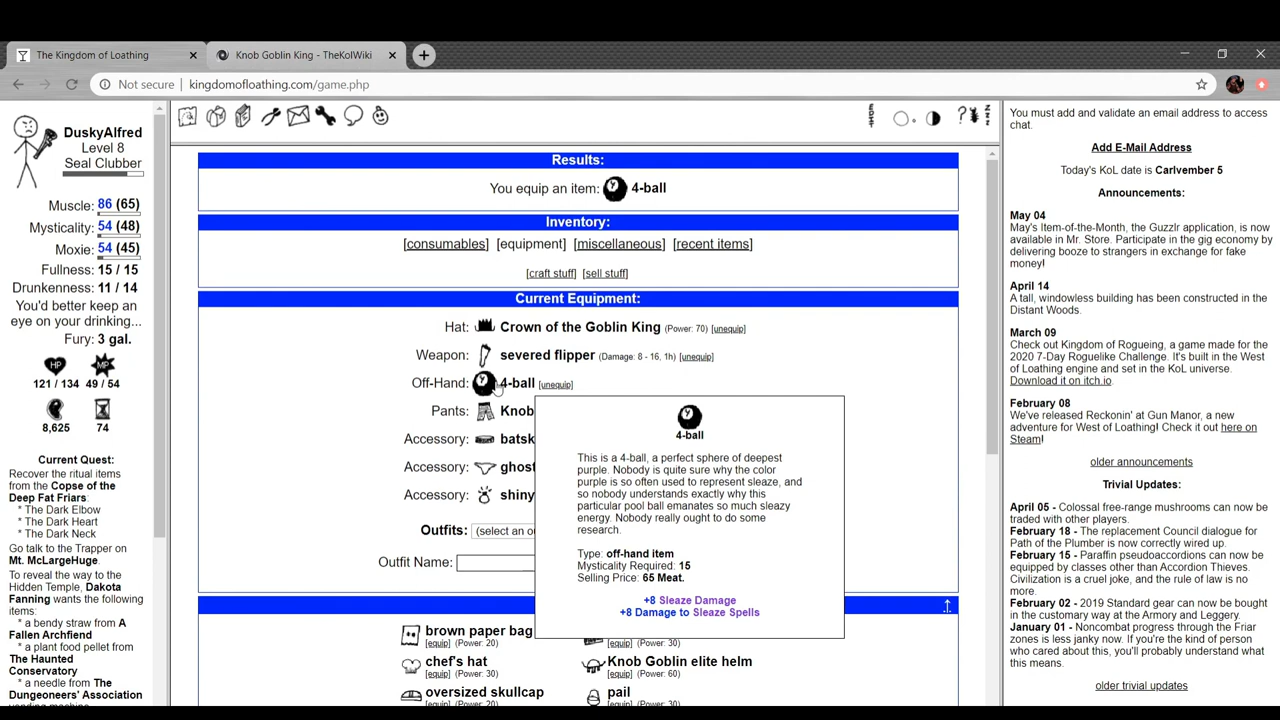 The Kingdom of Loathing
Knob Goblin King - TheKolWiki
Not secure | kingdomofloathing.com/game.php
DuskyAlfred
Level 8
Seal Clubber
Muscle: 86 (65)
Mysticality: 54 (48)
Moxie: 54 (45)
Fullness: 15 / 15
Drunkenness: 11 / 14
You'd better keep an
eye on your drinking...
Fury: 3 gal.
HP MP
121 / 134 49 / 54
8,625 74
Current Quest:
Recover the ritual items
from the Copse of the
Deep Fat Friars:
* The Dark Elbow
* The Dark Heart
* The Dark Neck
Go talk to the Trapper on
Mt. McLargeHuge.
To reveal the way to the
Hidden Temple, Dakota
Fanning wants the following
items:
* a bendy straw from A
Fallen Archfiend
* a plant food pellet from
The Haunted
Conservatory
* a needle from The
Dungeoneers' Association
Results:
You equip an item: 4-ball
Inventory:
[consumables] [equipment] [miscellaneous] [recent items]
[craft stuff] [sell stuff]
Current Equipment:
Hat: Crown of the Goblin King (Power: 70) [unequip]
Weapon: severed flipper (Damage: 8 - 16, 1h) [unequip]
Off-Hand: 4-ball [unequip]
Pants: Knob
Accessory: batsk
Accessory: ghost
Accessory: shiny
Outfits: (select an ou
Outfit Name:
4-ball
This is a 4-ball, a perfect sphere of deepest
purple. Nobody is quite sure why the color
purple is so often used to represent sleaze, and
so nobody understands exactly why this
particular pool ball emanates so much sleazy
energy. Nobody really ought to do some
research.
Type: off-hand item
Mysticality Required: 15
Selling Price: 65 Meat.
+8 Sleaze Damage
+8 Damage to Sleaze Spells
brown paper bag
[equip] (Power: 20) (Power: 30)
chef's hat Knob Goblin elite helm
[equip] (Power: 30) [equip] (Power: 60)
oversized skullcap pail
[equip] (Power: 20) [equip] (Power: 30)
You must add and validate an email address to access
chat.
Add E-Mail Address
Today's KoL date is Carlvember 5
Announcements:
May 04
May's Item-of-the-Month, the Guzzlr application, is now
available in Mr. Store. Participate in the gig economy by
delivering booze to strangers in exchange for fake
money!
April 14
A tall, windowless building has been constructed in the
Distant Woods.
March 09
Check out Kingdom of Rogueing, a game made for the
2020 7-Day Roguelike Challenge. It's built in the West
of Loathing engine and set in the KoL universe.
Download it on itch.io.
February 08
We've released Reckonin' at Gun Manor, a new
adventure for West of Loathing! Check it out here on
Steam!
older announcements
Trivial Updates:
April 05 - Colossal free-range mushrooms can now be
traded with other players.
February 18 - The replacement Council dialogue for
Path of the Plumber is now correctly wired up.
February 15 - Paraffin pseudoaccordions can now be
equipped by classes other than Accordion Thieves.
Civilization is a cruel joke, and the rule of law is no
more.
February 02 - 2019 Standard gear can now be bought
in the customary way at the Armory and Leggery.
January 01 - Noncombat progress through the Friar
zones is less janky now. If you're the kind of person
who cared about this, you'll probably understand what
this means.
older trivial updates